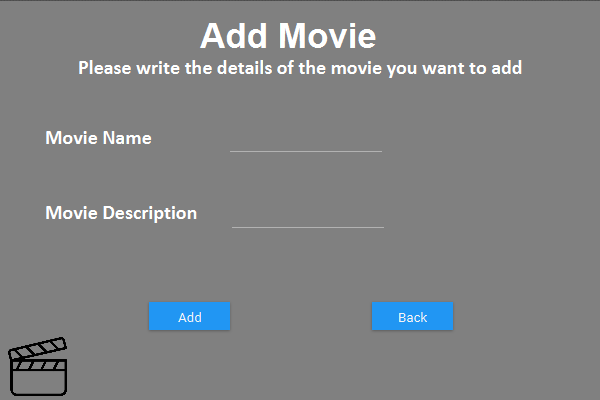 Add Movie
Please write the details of the movie you want to add
Movie Name
Movie Description
Add
Back